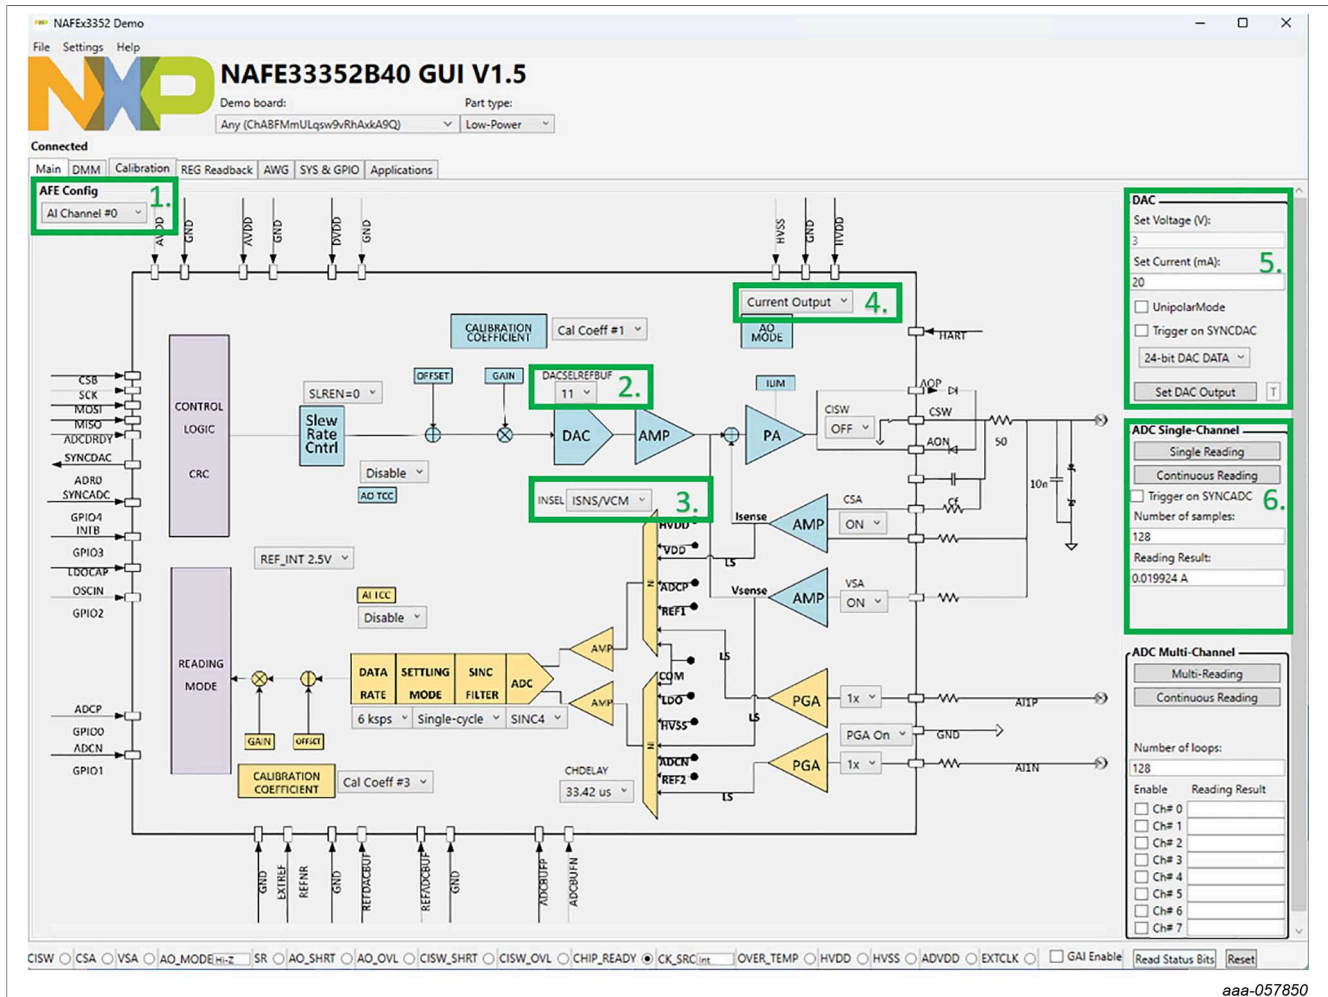 NAFEx3352 Demo
File Settings Help
NXP
NAFE33352B40 GUI V1.5
Demo board:
Part type:
Any (ChABFMmULqsw9vRhAxkA9Q)
Low-Power
Connected
Main DMM Calibration REG Readback AWG SYS & GPIO Applications
AFE Config
1.
AI Channel #0
AVDD
GND
AVDD
GND
DVDD
GND
HVSS
GND
HVDD
Current Output
4.
AO
MODE
CALIBRATION
COEFFICIENT
Cal Coeff #1
HART
OFFSET
GAIN
DACSELREFBUF
11
2.
ILIM
SLREN=0
Slew
Rate
Cntrl
DAC
AMP
PA
CISW
OFF
AOP
CSW
AON
50
CONTROL
LOGIC
CRC
CSB
SCK
MOSI
MISO
ADCDRDY
SYNCDAC
ADR0
SYNCADC
GPIO4
INTB
GPIO3
LDOCAP
OSCIN
GPIO2
Disable
AO TCC
INSEL
ISNS/VCM
3.
Isense
AMP
CSA
ON
Cf
10n
HVDD
VDD
LS
ADCP
REF1
REF_INT 2.5V
Vsense
AMP
VSA
ON
AI TCC
Disable
IN
AMP
LS
COM
LDO
HVSS
ADCN
REF2
LS
LS
IN
AMP
READING
MODE
DATA
RATE
SETTLING
MODE
SINC
FILTER
ADC
6 ksps
Single-cycle
SINC4
GAIN
OFFSET
CALIBRATION
COEFFICIENT
Cal Coeff #3
CHDELAY
33.42 us
PGA
1x
AI1P
PGA On
GND
PGA
1x
AI1N
ADCP
GPIO0
ADCN
GPIO1
GND
EXTREF
REFNR
GND
REFDACBUF
REFADCBUF
GND
ADCBUFP
ADCBUFN
DAC
Set Voltage (V):
3
Set Current (mA):
5.
20
UnipolarMode
Trigger on SYNCDAC
24-bit DAC DATA
Set DAC Output
T
ADC Single-Channel
Single Reading
Continuous Reading
Trigger on SYNCADC
6.
Number of samples:
128
Reading Result:
0.019924 A
ADC Multi-Channel
Multi-Reading
Continuous Reading
Number of loops:
128
Enable Reading Result
Ch# 0
Ch# 1
Ch# 2
Ch# 3
Ch# 4
Ch# 5
Ch# 6
Ch# 7
CISW CSA VSA AO_MODE Hi-Z SR AO_SHRT AO_OVL CISW_SHRT CISW_OVL CHIP_READY CK_SRC Int OVER_TEMP HVDD HVSS ADVDD EXTCLK GAI Enable Read Status Bits Reset
aaa-057850